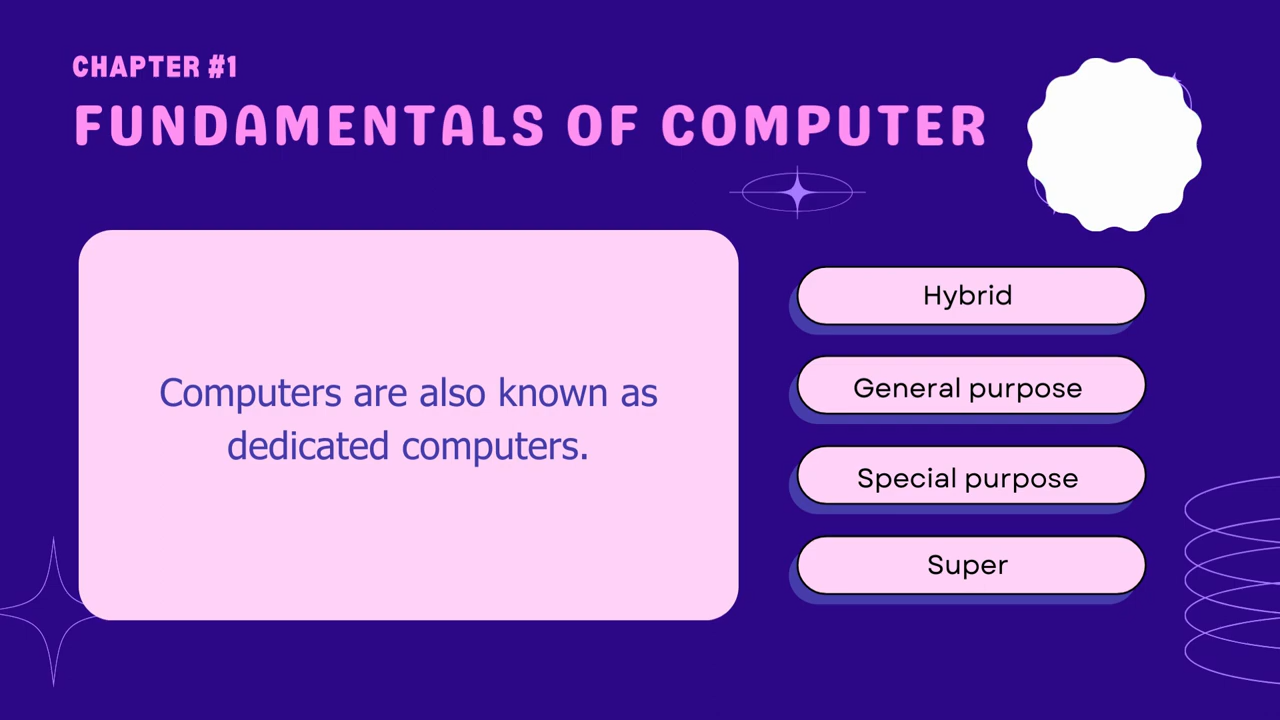 CHAPTER #1
FUNDAMENTALS OF COMPUTER
Computers are also known as
dedicated computers.
Hybrid
General purpose
Special purpose
Super